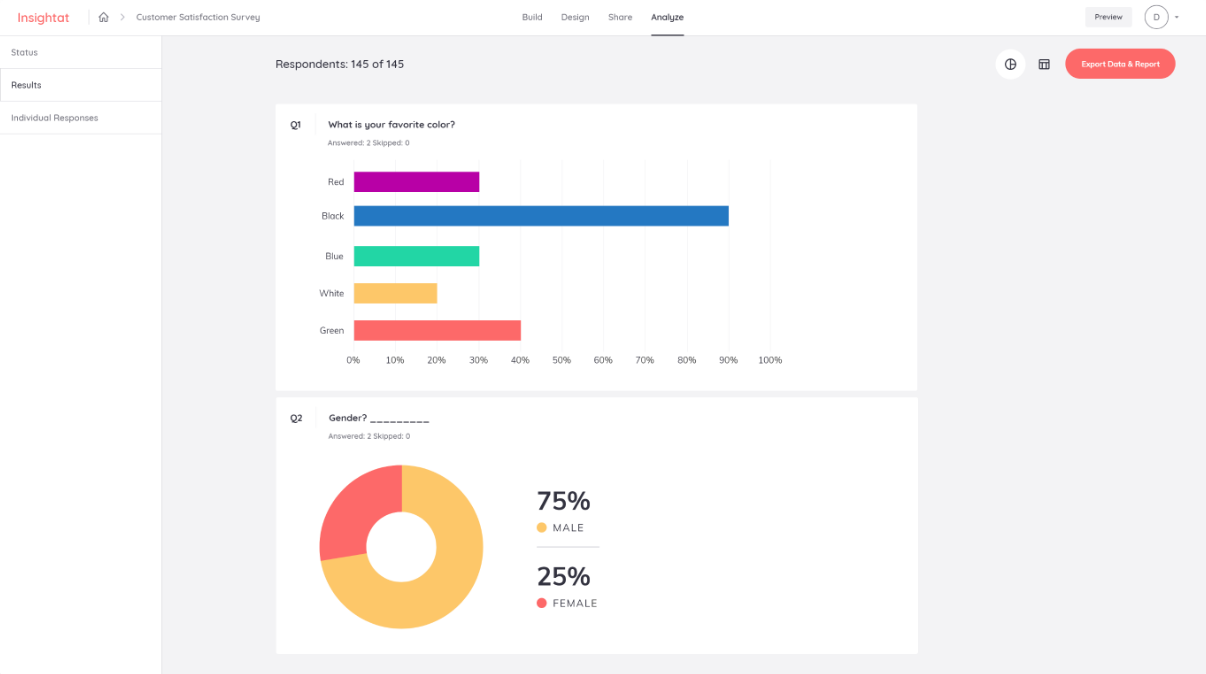 Insightat
Customer Satisfaction Survey
Build Design Share Analyze
Preview
D
Status
Results
Individual Responses
Respondents: 145 of 145
Export Data & Report
Q1 What is your favorite color?
Answered: 2 Skipped: 0
Red
Black
Blue
White
Green
0% 10% 20% 30% 40% 50% 60% 70% 80% 90% 100%
Q2 Gender? _________
Answered: 2 Skipped: 0
75%
MALE
25%
FEMALE